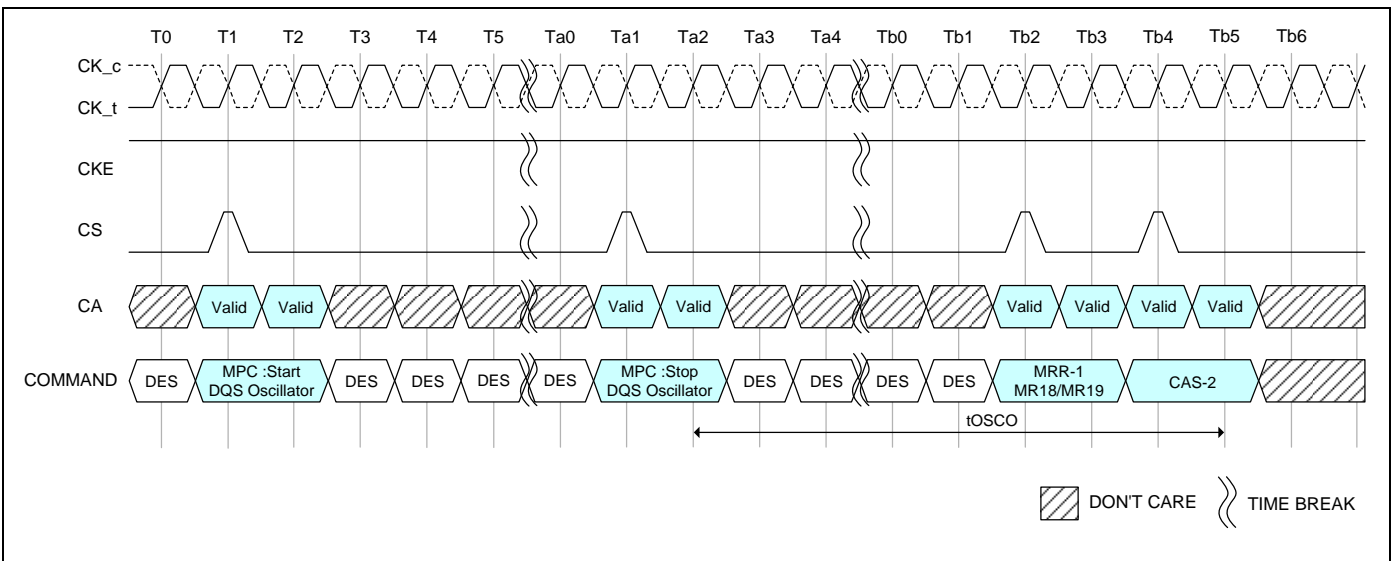 T0 T1 T2 T3 T4 T5 Ta0 Ta1 Ta2 Ta3 Ta4 Tb0 Tb1 Tb2 Tb3 Tb4 Tb5 Tb6
CK_c
CK_t
CKE
CS
CA Valid Valid Valid Valid Valid Valid Valid Valid
COMMAND DES MPC :Start DQS Oscillator DES DES DES DES MPC :Stop DQS Oscillator DES DES DES DES MRR-1 MR18/MR19 CAS-2
tOSCO
DON'T CARE TIME BREAK